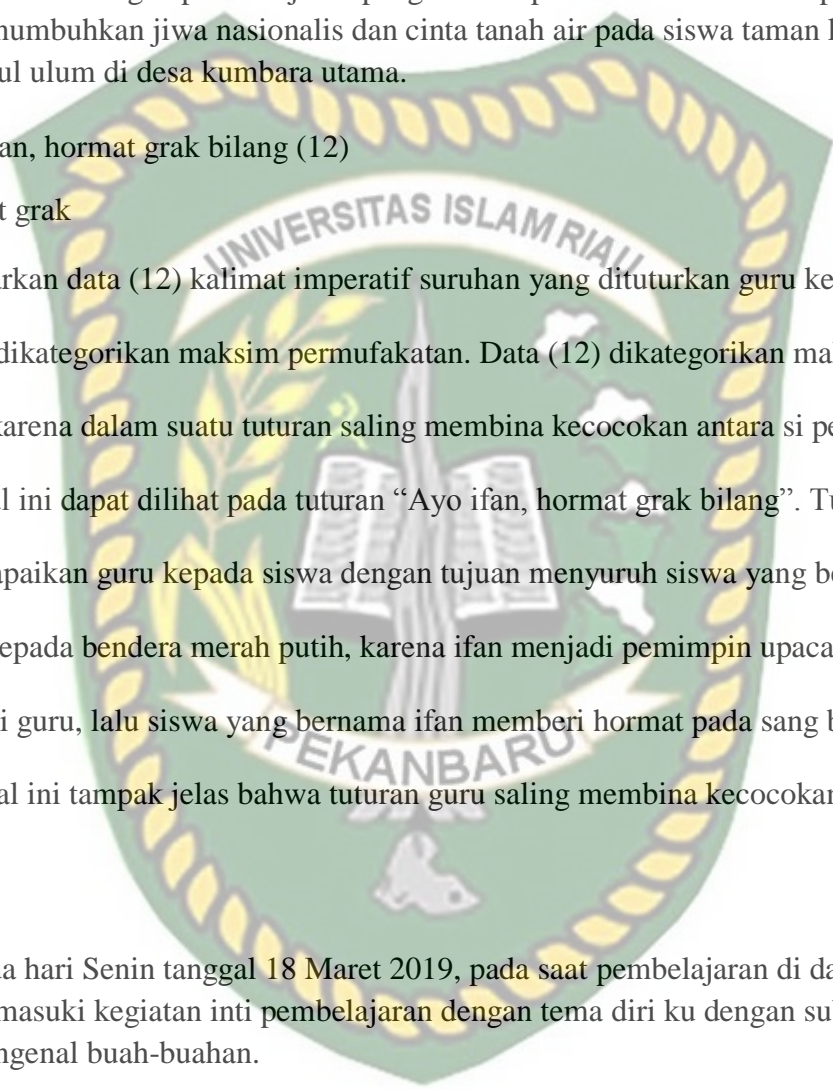 numbuhkan jiwa nasionalis dan cinta tanah air pada siswa taman
ul ulum di desa kumbara utama.
an, hormat grak bilang (12)
t grak
UNIVERSITAS ISLAM RIAU
rkan data (12) kalimat imperatif suruhan yang dituturkan guru ke
dikategorikan maksim permufakatan. Data (12) dikategorikan ma
karena dalam suatu tuturan saling membina kecocokan antara si pe
l ini dapat dilihat pada tuturan “Ayo ifan, hormat grak bilang”. Tu
apaikan guru kepada siswa dengan tujuan menyuruh siswa yang be
epada bendera merah putih, karena ifan menjadi pemimpin upaca
i guru, lalu siswa yang bernama ifan memberi hormat pada sang b
PEKANBARU
al ini tampak jelas bahwa tuturan guru saling membina kecocokan
a hari Senin tanggal 18 Maret 2019, pada saat pembelajaran di da
masuki kegiatan inti pembelajaran dengan tema diri ku dengan su
ngenal buah-buahan.